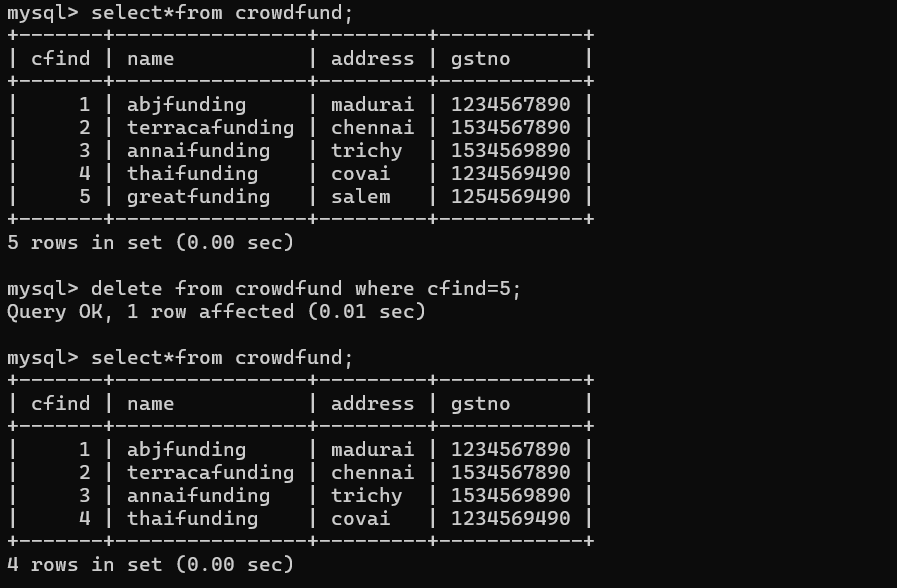 mysql> select*from crowdfund;
+-------+----------------+---------+------------+
| cfind | name           | address | gstno      |
+-------+----------------+---------+------------+
|     1 | abjfunding     | madurai | 1234567890 |
|     2 | terracafunding | chennai | 1534567890 |
|     3 | annaifunding   | trichy  | 1534569890 |
|     4 | thaifunding    | covai   | 1234569490 |
|     5 | greatfunding   | salem   | 1254569490 |
+-------+----------------+---------+------------+
5 rows in set (0.00 sec)

mysql> delete from crowdfund where cfind=5;
Query OK, 1 row affected (0.01 sec)

mysql> select*from crowdfund;
+-------+----------------+---------+------------+
| cfind | name           | address | gstno      |
+-------+----------------+---------+------------+
|     1 | abjfunding     | madurai | 1234567890 |
|     2 | terracafunding | chennai | 1534567890 |
|     3 | annaifunding   | trichy  | 1534569890 |
|     4 | thaifunding    | covai   | 1234569490 |
+-------+----------------+---------+------------+
4 rows in set (0.00 sec)